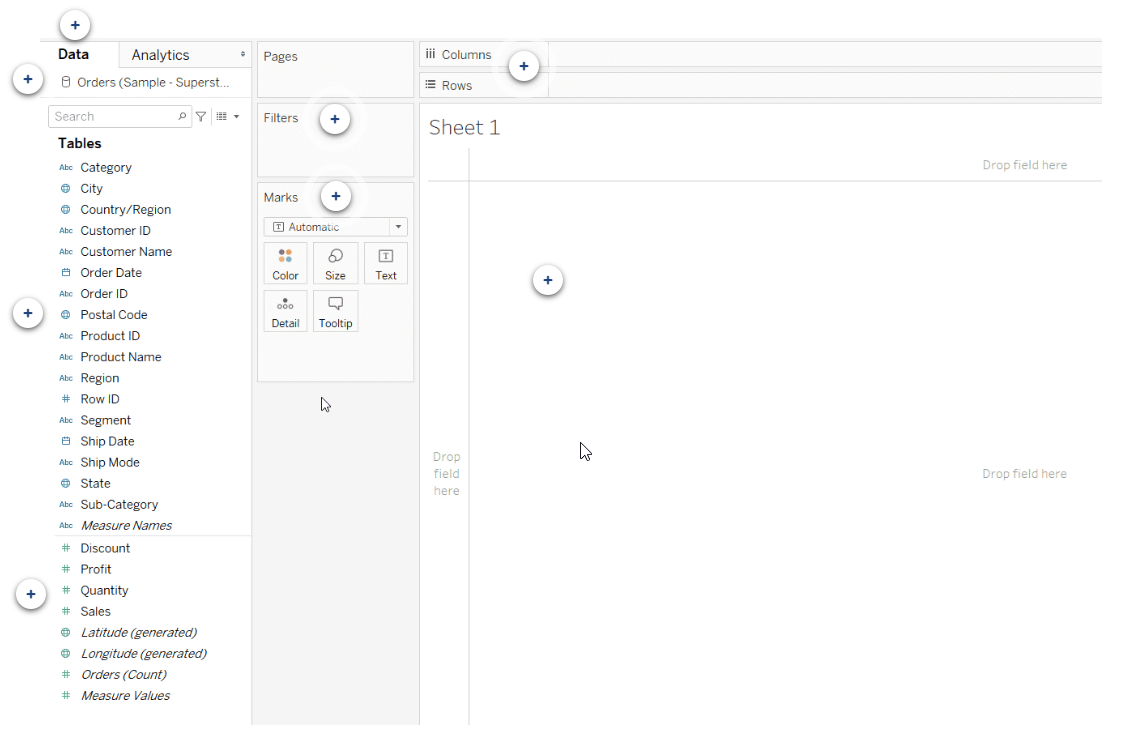 Data
Analytics
Orders (Sample - Superst...
Search
Tables
Abc Category
City
Country/Region
Abc Customer ID
Abc Customer Name
Order Date
Abc Order ID
Postal Code
Abc Product ID
Abc Product Name
Abc Region
# Row ID
Abc Segment
Ship Date
Abc Ship Mode
State
Abc Sub-Category
Abc Measure Names
# Discount
# Profit
# Quantity
# Sales
Latitude (generated)
Longitude (generated)
# Orders (Count)
# Measure Values
Pages
Filters
Marks
T Automatic
Color
Size
T Text
Detail
Tooltip
Columns
Rows
Sheet 1
Drop field here
Drop
field
here
Drop field here